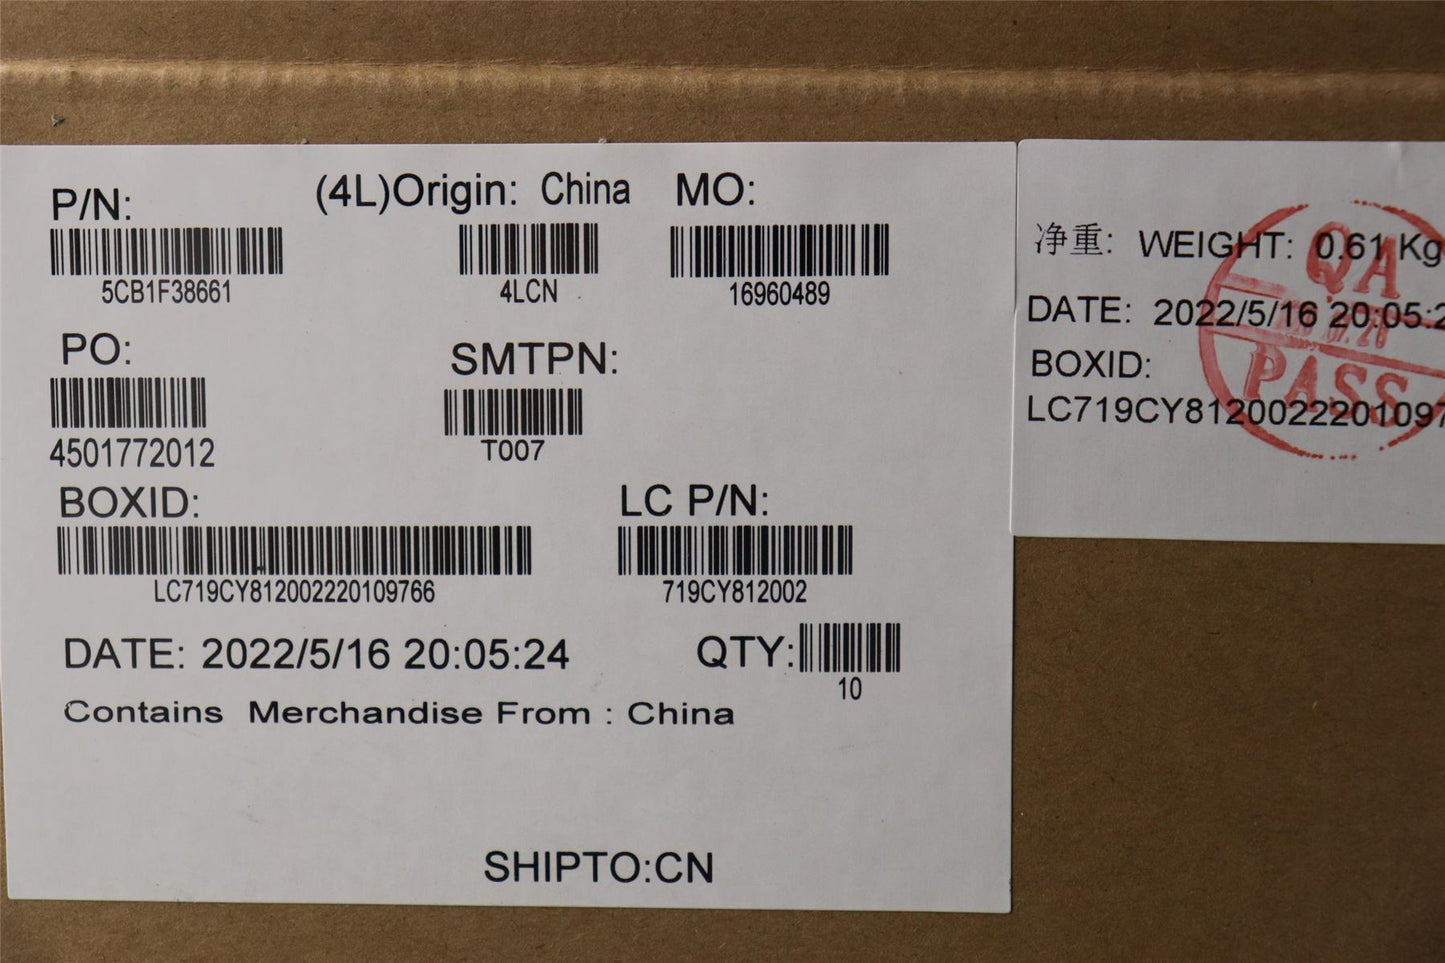 P/N: (4L)Origin: China MO:
5CB1F38661 4LCN 16960489
PO: SMTPN:
4501772012 T007
BOXID: LC P/N:
LC719CY812002220109766 719CY812002
DATE: 2022/5/16 20:05:24 QTY:
10
Contains Merchandise From : China
SHIPTO:CN
净重: WEIGHT: 0.61 Kg
DATE: 2022/5/16 20:05:2
BOXID:
LC719CY8120022201097
QA
PASS